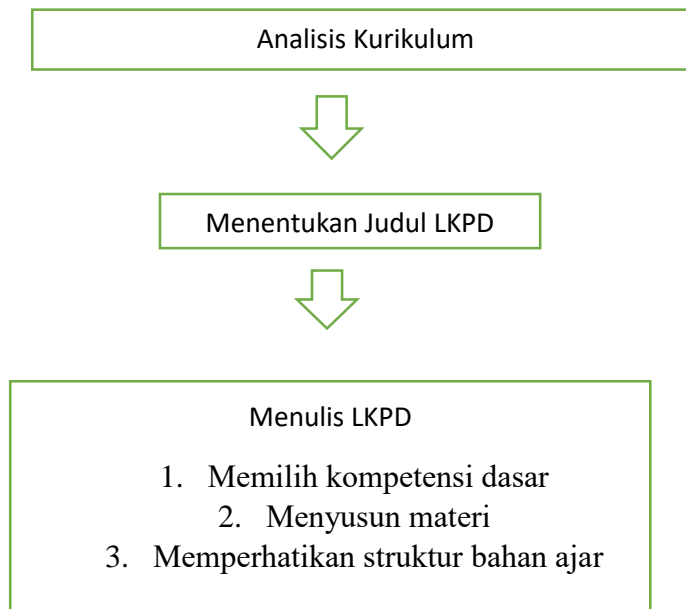 Analisis Kurikulum
Menentukan Judul LKPD
Menulis LKPD
1. Memilih kompetensi dasar
2. Menyusun materi
3. Memperhatikan struktur bahan ajar